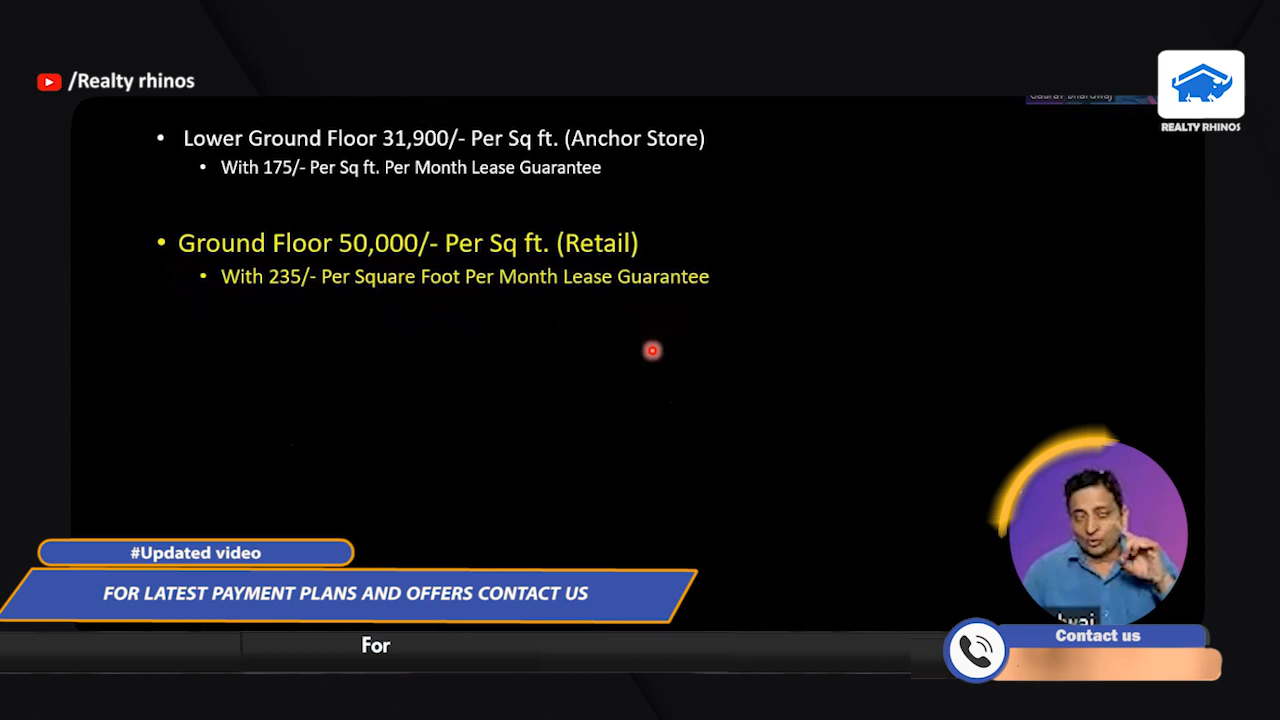 /Realty rhinos
REALTY RHINOS
Gaurav Bhardwaj
• Lower Ground Floor 31,900/- Per Sq ft. (Anchor Store)
• With 175/- Per Sq ft. Per Month Lease Guarantee
• Ground Floor 50,000/- Per Sq ft. (Retail)
• With 235/- Per Square Foot Per Month Lease Guarantee
#Updated video
FOR LATEST PAYMENT PLANS AND OFFERS CONTACT US
For
Contact us